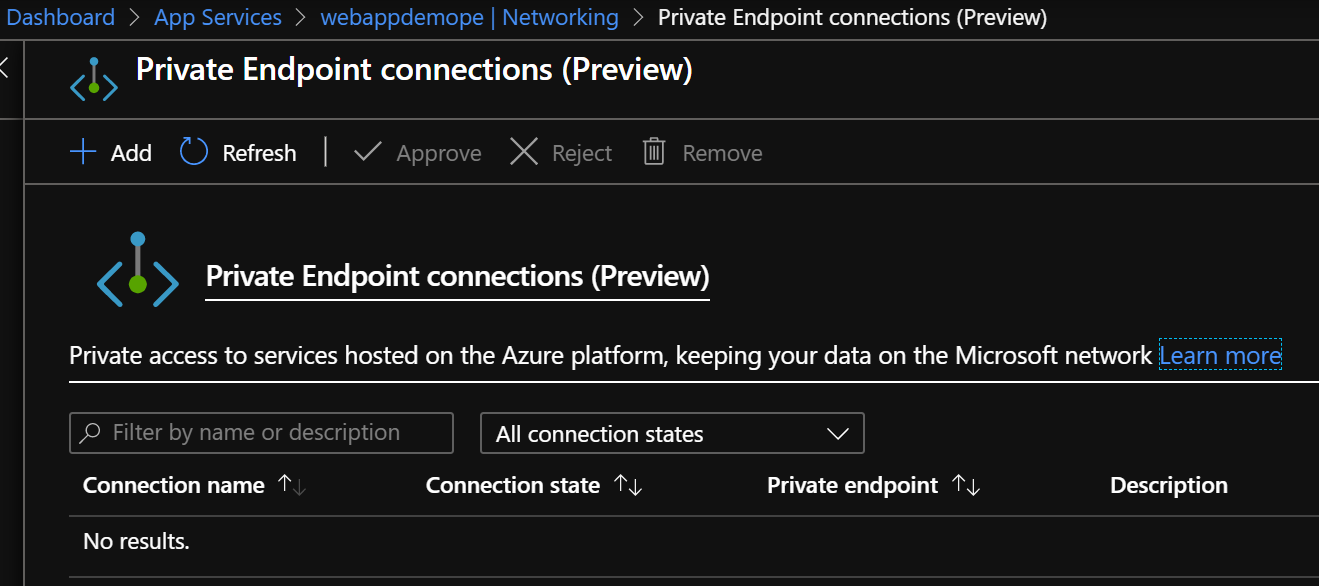 Dashboard > App Services > webappdemope | Networking > Private Endpoint connections (Preview)
Private Endpoint connections (Preview)
Add Refresh | Approve Reject Remove
Private Endpoint connections (Preview)
Private access to services hosted on the Azure platform, keeping your data on the Microsoft network Learn more
Filter by name or description All connection states
Connection name ↑↓ Connection state ↑↓ Private endpoint ↑↓ Description
No results.